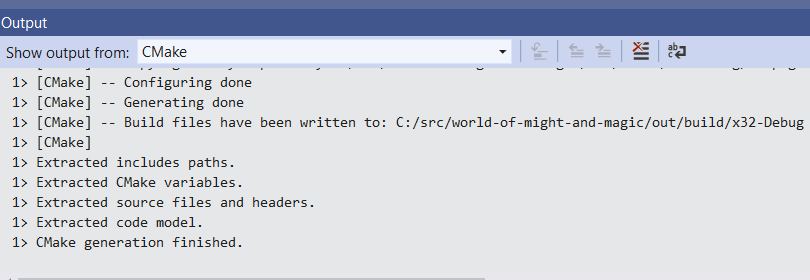 Output
Show output from: CMake
1> [CMake] -- Configuring done
1> [CMake] -- Generating done
1> [CMake] -- Build files have been written to: C:/src/world-of-might-and-magic/out/build/x32-Debug
1> [CMake]
1> Extracted includes paths.
1> Extracted CMake variables.
1> Extracted source files and headers.
1> Extracted code model.
1> CMake generation finished.